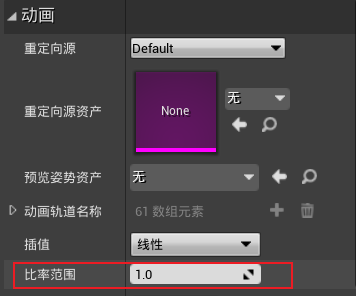 动画
重定向源
Default
重定向源资产
None
无
预览姿势资产
无
动画轨道名称
61 数组元素
插值
线性
比率范围
1.0